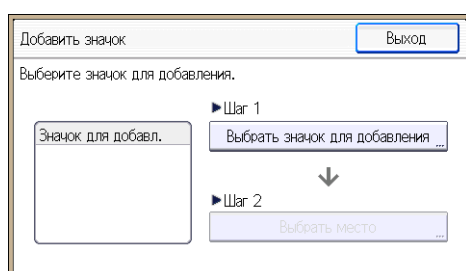 Добавить значок
Выход
Выберите значок для добавления.
►Шаг 1
Значок для добавл.
Выбрать значок для добавления ...
►Шаг 2
Выбрать место ...